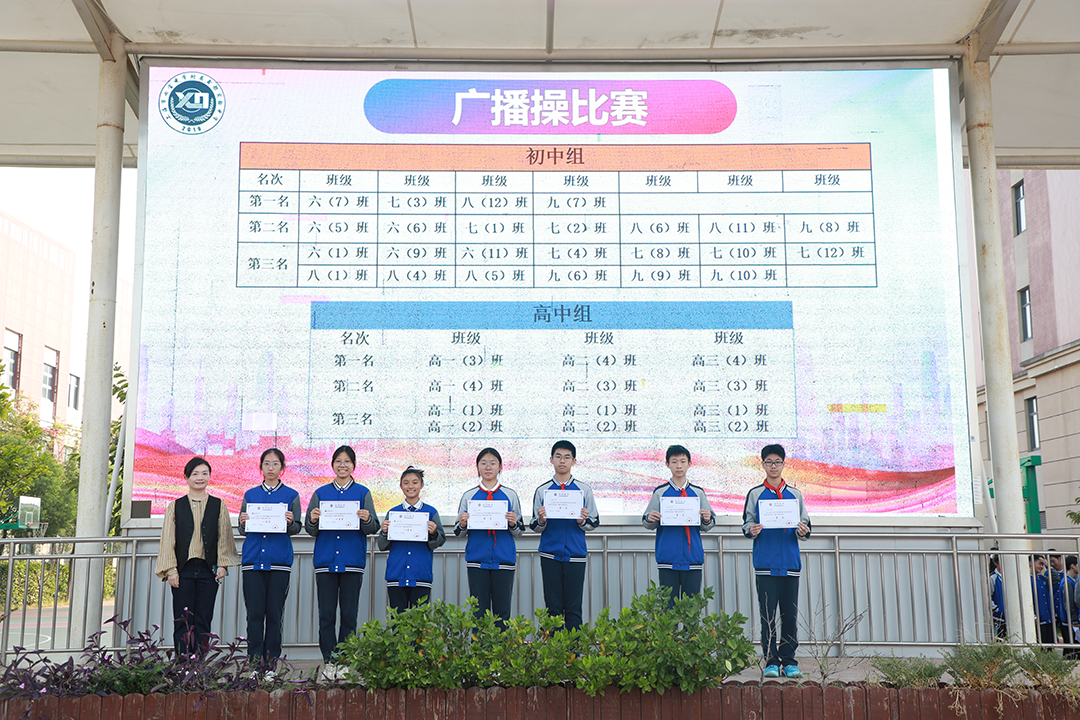 2019
广播操比赛
初中组
名次 班级 班级 班级 班级 班级 班级 班级
第一名 六（7）班 七（3）班 八（12）班 九（7）班
第二名 六（5）班 六（6）班 七（1）班 七（2）班 八（6）班 八（11）班 九（8）班
第三名 六（1）班 六（9）班 六（11）班 七（4）班 七（8）班 七（10）班 七（12）班
八（1）班 八（4）班 八（5）班 九（6）班 九（9）班 九（10）班
高中组
名次 班级 班级 班级
第一名 高一（3）班 高二（4）班 高三（4）班
第二名 高一（4）班 高二（3）班 高三（3）班
第三名 高一（1）班 高二（1）班 高三（1）班
高一（2）班 高二（2）班 高三（2）班